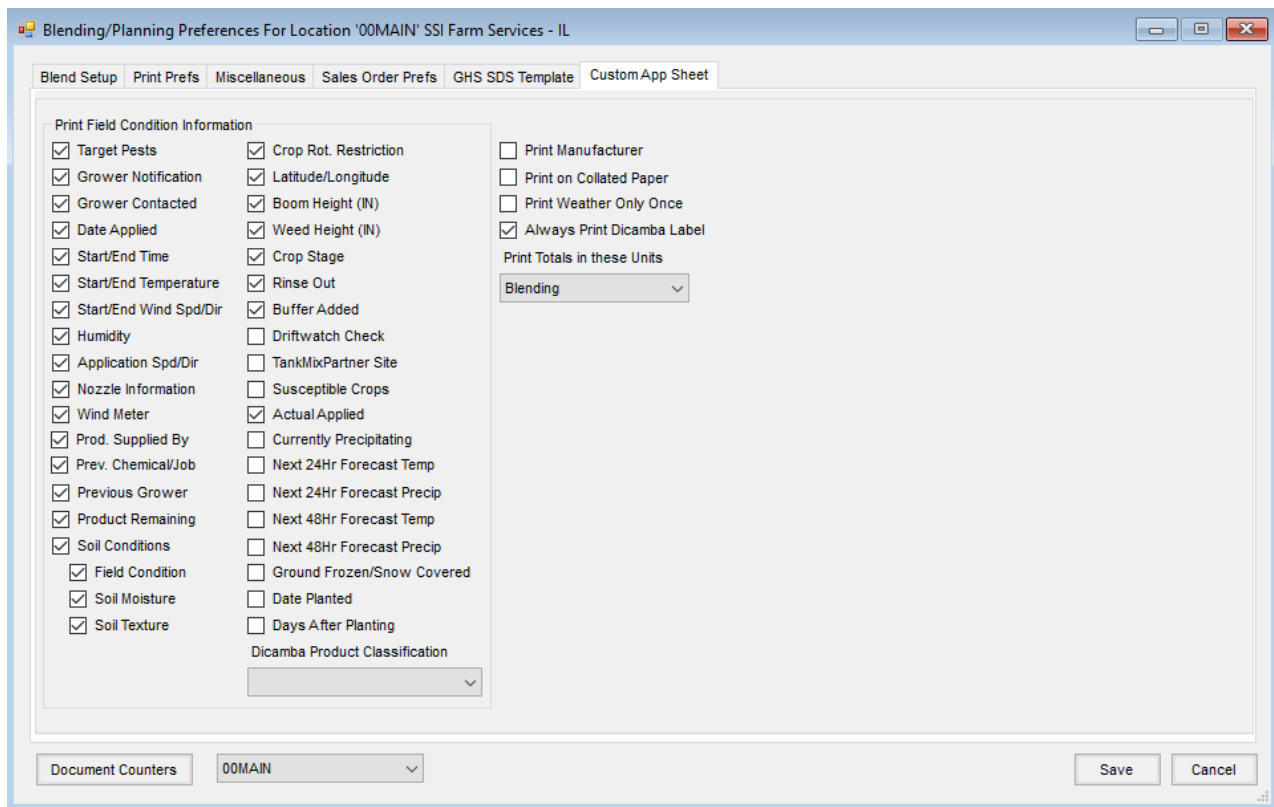 Blending/Planning Preferences For Location '00MAIN' SSI Farm Services - IL
Blend Setup Print Prefs Miscellaneous Sales Order Prefs GHS SDS Template Custom App Sheet
Print Field Condition Information
Target Pests
Grower Notification
Grower Contacted
Date Applied
Start/End Time
Start/End Temperature
Start/End Wind Spd/Dir
Humidity
Application Spd/Dir
Nozzle Information
Wind Meter
Prod. Supplied By
Prev. Chemical/Job
Previous Grower
Product Remaining
Soil Conditions
Field Condition
Soil Moisture
Soil Texture
Crop Rot. Restriction
Latitude/Longitude
Boom Height (IN)
Weed Height (IN)
Crop Stage
Rinse Out
Buffer Added
Driftwatch Check
TankMixPartner Site
Susceptible Crops
Actual Applied
Currently Precipitating
Next 24Hr Forecast Temp
Next 24Hr Forecast Precip
Next 48Hr Forecast Temp
Next 48Hr Forecast Precip
Ground Frozen/Snow Covered
Date Planted
Days After Planting
Dicamba Product Classification
Print Manufacturer
Print on Collated Paper
Print Weather Only Once
Always Print Dicamba Label
Print Totals in these Units
Blending
Document Counters 00MAIN Save Cancel